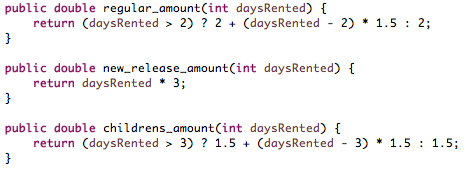 public double regular_amount(int daysRented) {
    return (daysRented > 2) ? 2 + (daysRented - 2) * 1.5 : 2;
}

public double new_release_amount(int daysRented) {
    return daysRented * 3;
}

public double childrens_amount(int daysRented) {
    return (daysRented > 3) ? 1.5 + (daysRented - 3) * 1.5 : 1.5;
}